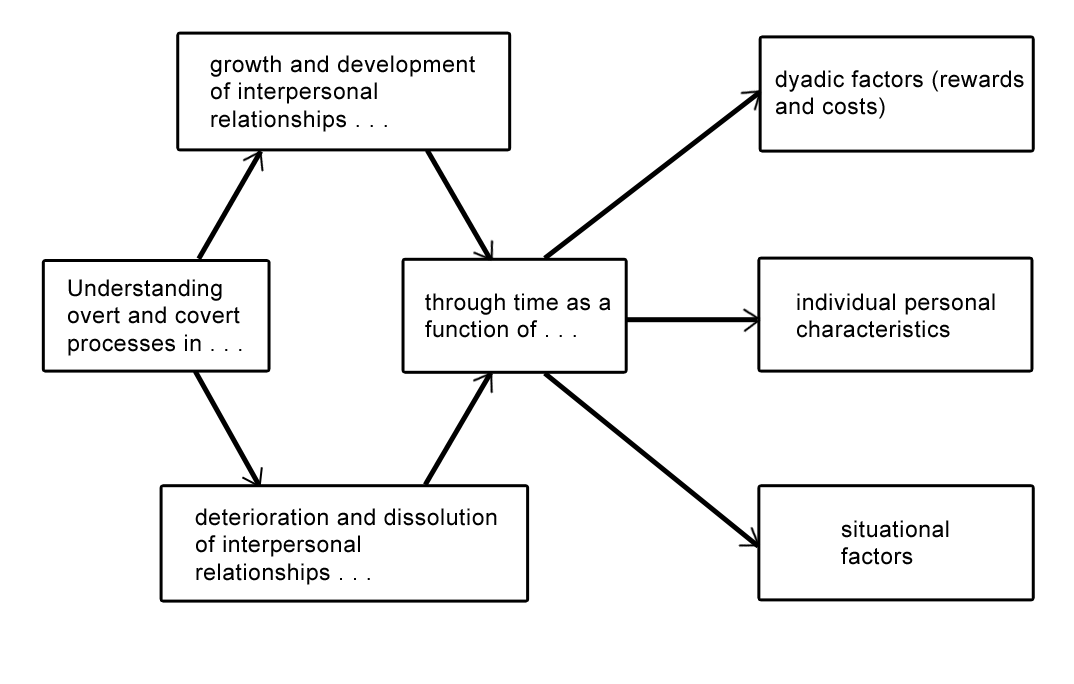 growth and development
of interpersonal
relationships . . .
dyadic factors (rewards
and costs)
Understanding
overt and covert
processes in . . .
through time as a
function of . . .
individual personal
characteristics
deterioration and dissolution
of interpersonal
relationships . . .
situational
factors